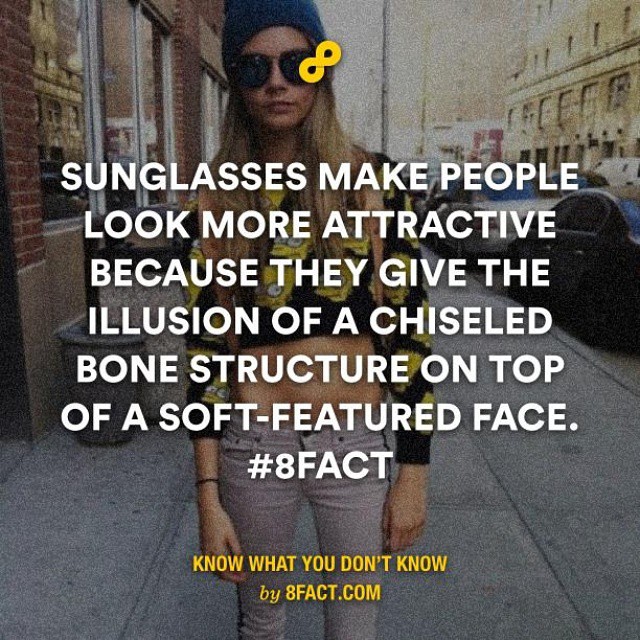 SUNGLASSES MAKE PEOPLE
LOOK MORE ATTRACTIVE
BECAUSE THEY GIVE THE
ILLUSION OF A CHISELED
BONE STRUCTURE ON TOP
OF A SOFT-FEATURED FACE.
#8FACT
KNOW WHAT YOU DON'T KNOW
by 8FACT.COM